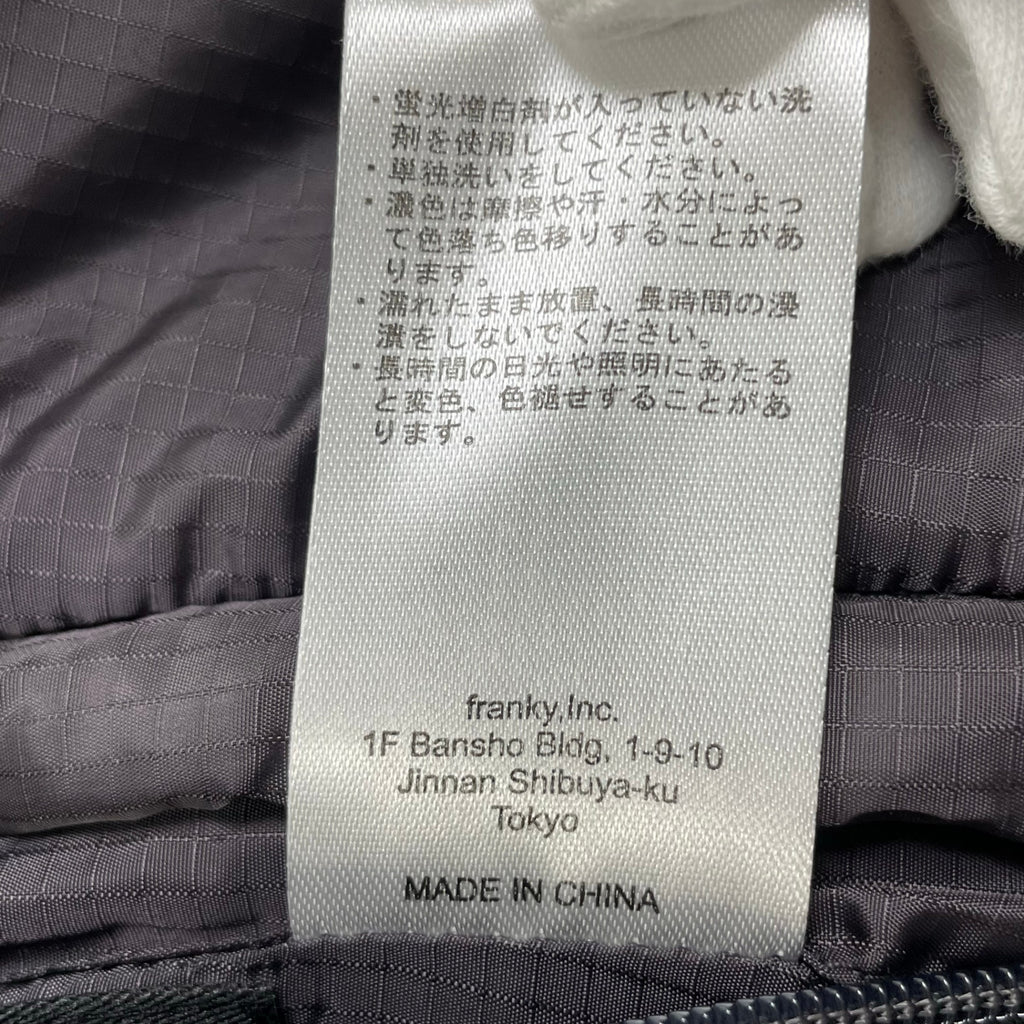 ・蛍光増白剤が入っていない洗
剤を使用してください。
・単独洗いをしてください。
・濃色は摩擦や汗・水分によっ
て色落ち色移りすることがあ
ります。
・濡れたまま放置、長時間の浸
漬をしないでください。
・長時間の日光や照明にあたる
と変色、色褪せすることがあ
ります。
franky,Inc.
1F Bansho Bldg, 1-9-10
Jinnan Shibuya-ku
Tokyo
MADE IN CHINA